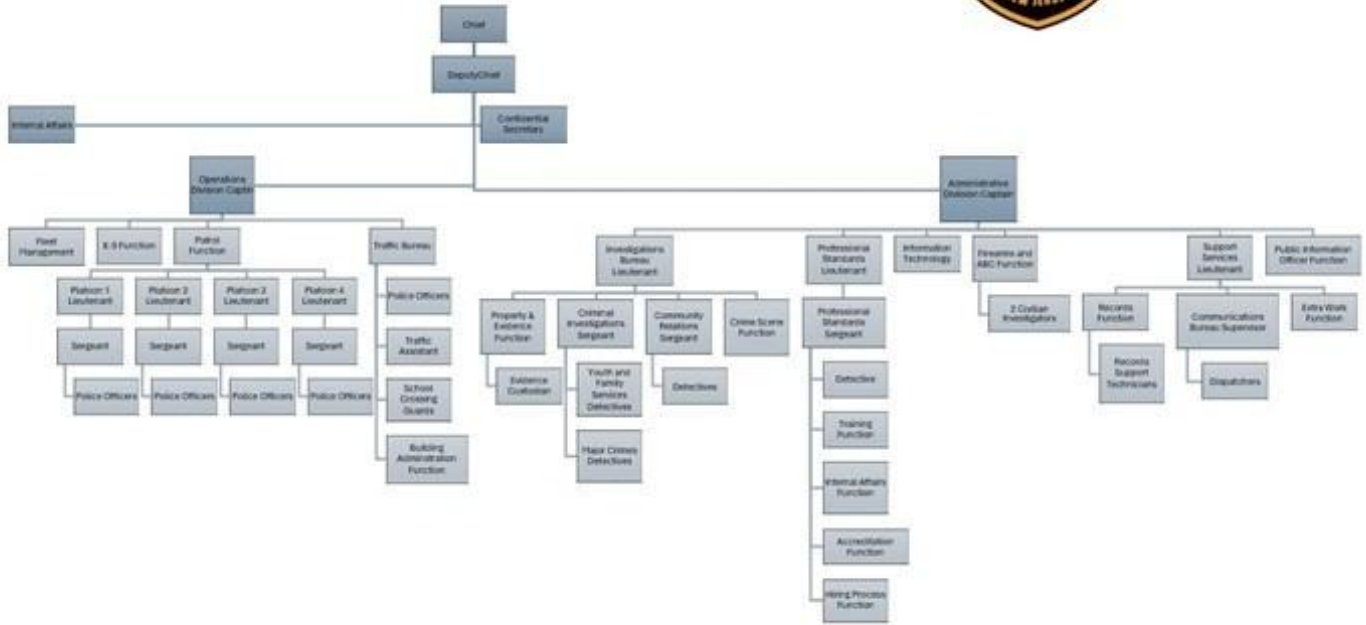 NEW JERSEY
Chief
DeputyChief
Internal Affairs
Confidential
Secretary
Operations
Division Captin
Administrative
Division Captain
Fleet
Management
K-9 Function
Patrol
Function
Traffic Bureau
Investigations
Bureau
Lieutenant
Professional
Standards
Lieutenant
Information
Technology
Firearms and
ABC Function
Support
Services
Lieutenant
Public Information
Officer Function
Platoon 1
Lieutenant
Platoon 2
Lieutenant
Platoon 3
Lieutenant
Platoon 4
Lieutenant
Police Officers
Property &
Evidence
Function
Criminal
Investigations
Sergeant
Community
Relations
Sergeant
Crime Scene
Function
Professional
Standards
Sergeant
2 Civilian
Investigators
Records
Function
Communications
Bureau Supervisor
Extra Work
Function
Sergeant
Sergeant
Sergeant
Sergeant
Traffic
Assistant
Evidence
Custodian
Youth and
Family
Services
Detectives
Detectives
Detective
Records
Support
Technicians
Dispatchers
Police Officers
Police Officers
Police Officers
Police Officers
School
Crossing
Guards
Training
Function
Building
Administration
Function
Major Crimes
Detectives
Internal Affairs
Function
Accreditation
Function
Hiring Process
Function